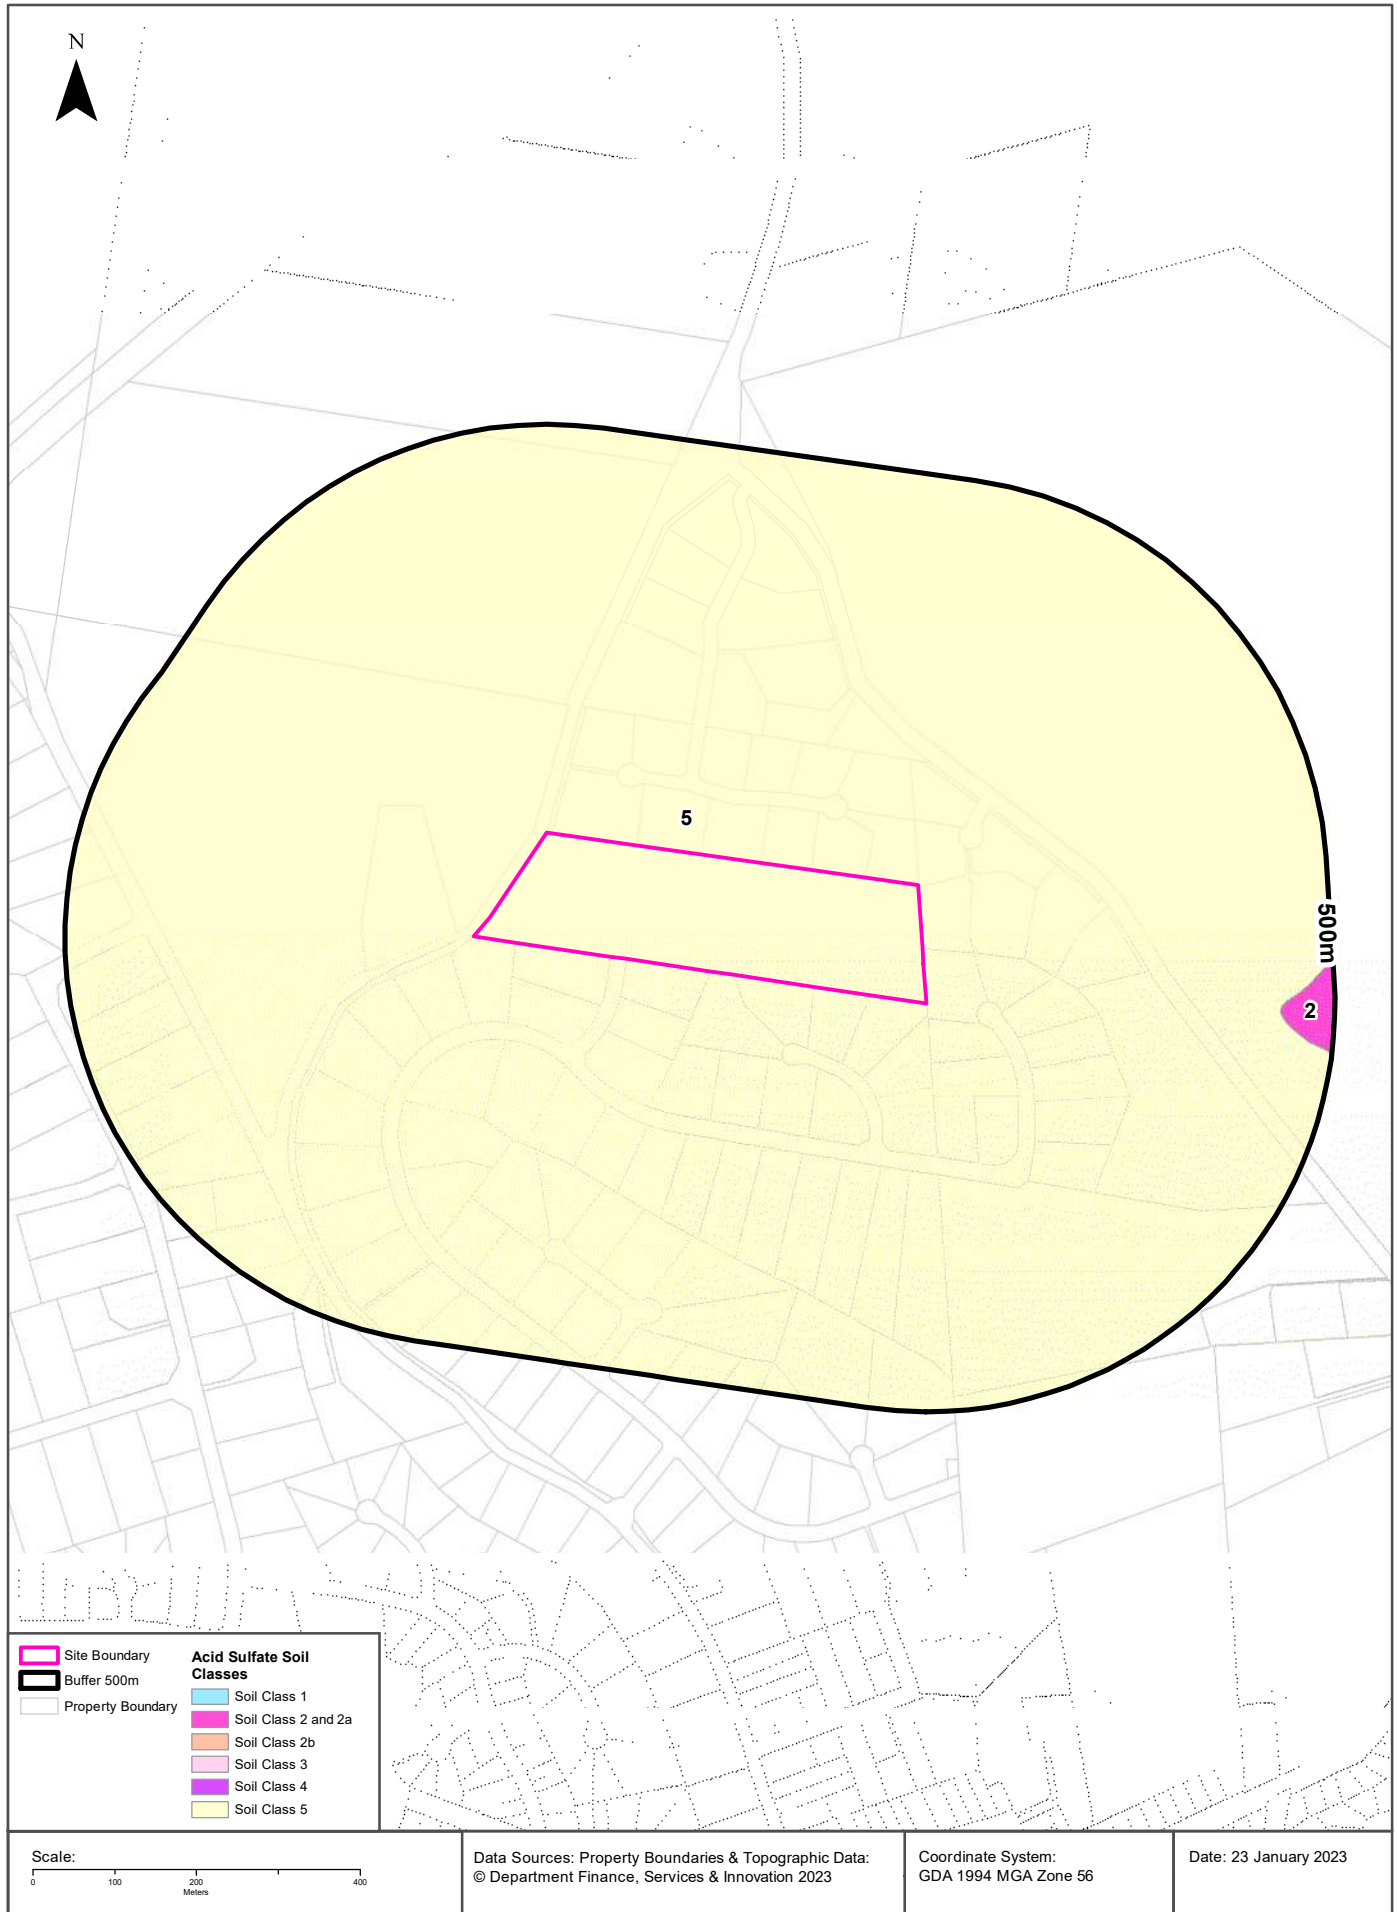 N
5
500m
2
Site Boundary
Buffer 500m
Property Boundary
Acid Sulfate Soil
Classes
Soil Class 1
Soil Class 2 and 2a
Soil Class 2b
Soil Class 3
Soil Class 4
Soil Class 5
Scale:
0 100 200 400
Meters
Data Sources: Property Boundaries & Topographic Data:
© Department Finance, Services & Innovation 2023
Coordinate System:
GDA 1994 MGA Zone 56
Date: 23 January 2023